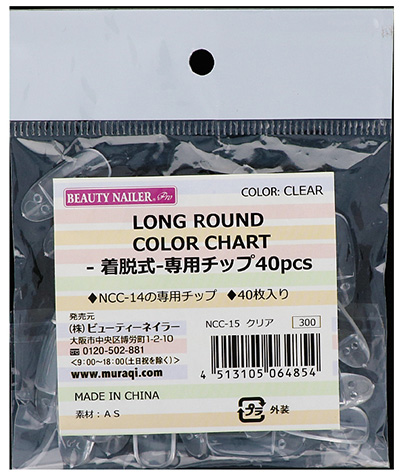 BEAUTY NAILER® BN
COLOR: CLEAR
LONG ROUND
COLOR CHART
- 着脱式-専用チップ40pcs
◆NCC-14の専用チップ ◆40枚入り
発売元
(株)ビューティーネイラー
大阪市中央区博労町1-2-10
0120-502-881
<9:00~18:00(土日祝を除く)>
www.muraqi.com
MADE IN CHINA
素材:AS
NCC-15 クリア 300
4 513105 064854
プラ 外装